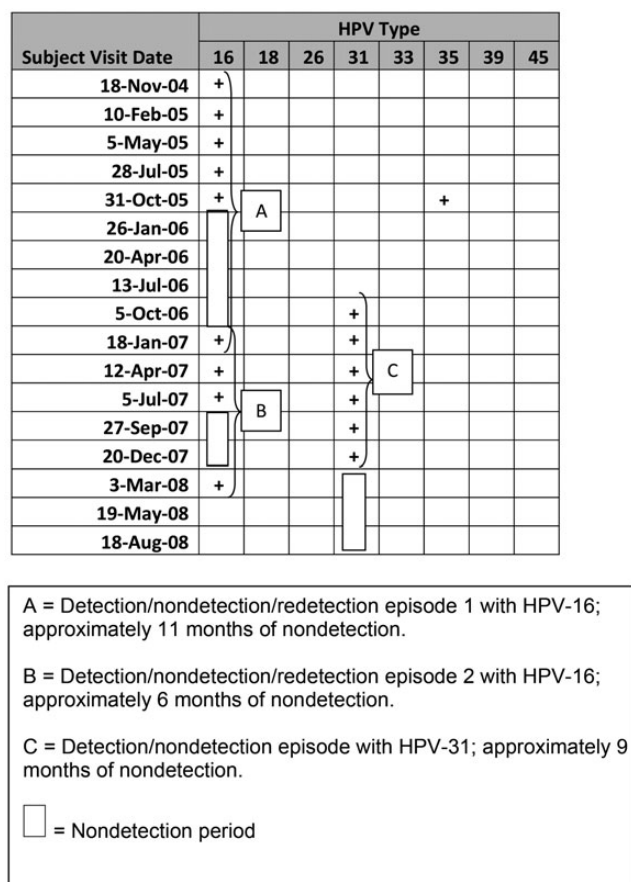 HPV Type
Subject Visit Date 16 18 26 31 33 35 39 45
18-Nov-04 +
10-Feb-05 +
5-May-05 +
28-Jul-05 +
31-Oct-05 + +
A
26-Jan-06
20-Apr-06
13-Jul-06
5-Oct-06 +
18-Jan-07 + +
12-Apr-07 + +
C
5-Jul-07 + +
B
27-Sep-07 +
20-Dec-07 +
3-Mar-08 +
19-May-08
18-Aug-08
A = Detection/nondetection/redetection episode 1 with HPV-16;
approximately 11 months of nondetection.
B = Detection/nondetection/redetection episode 2 with HPV-16;
approximately 6 months of nondetection.
C = Detection/nondetection episode with HPV-31; approximately 9
months of nondetection.
= Nondetection period